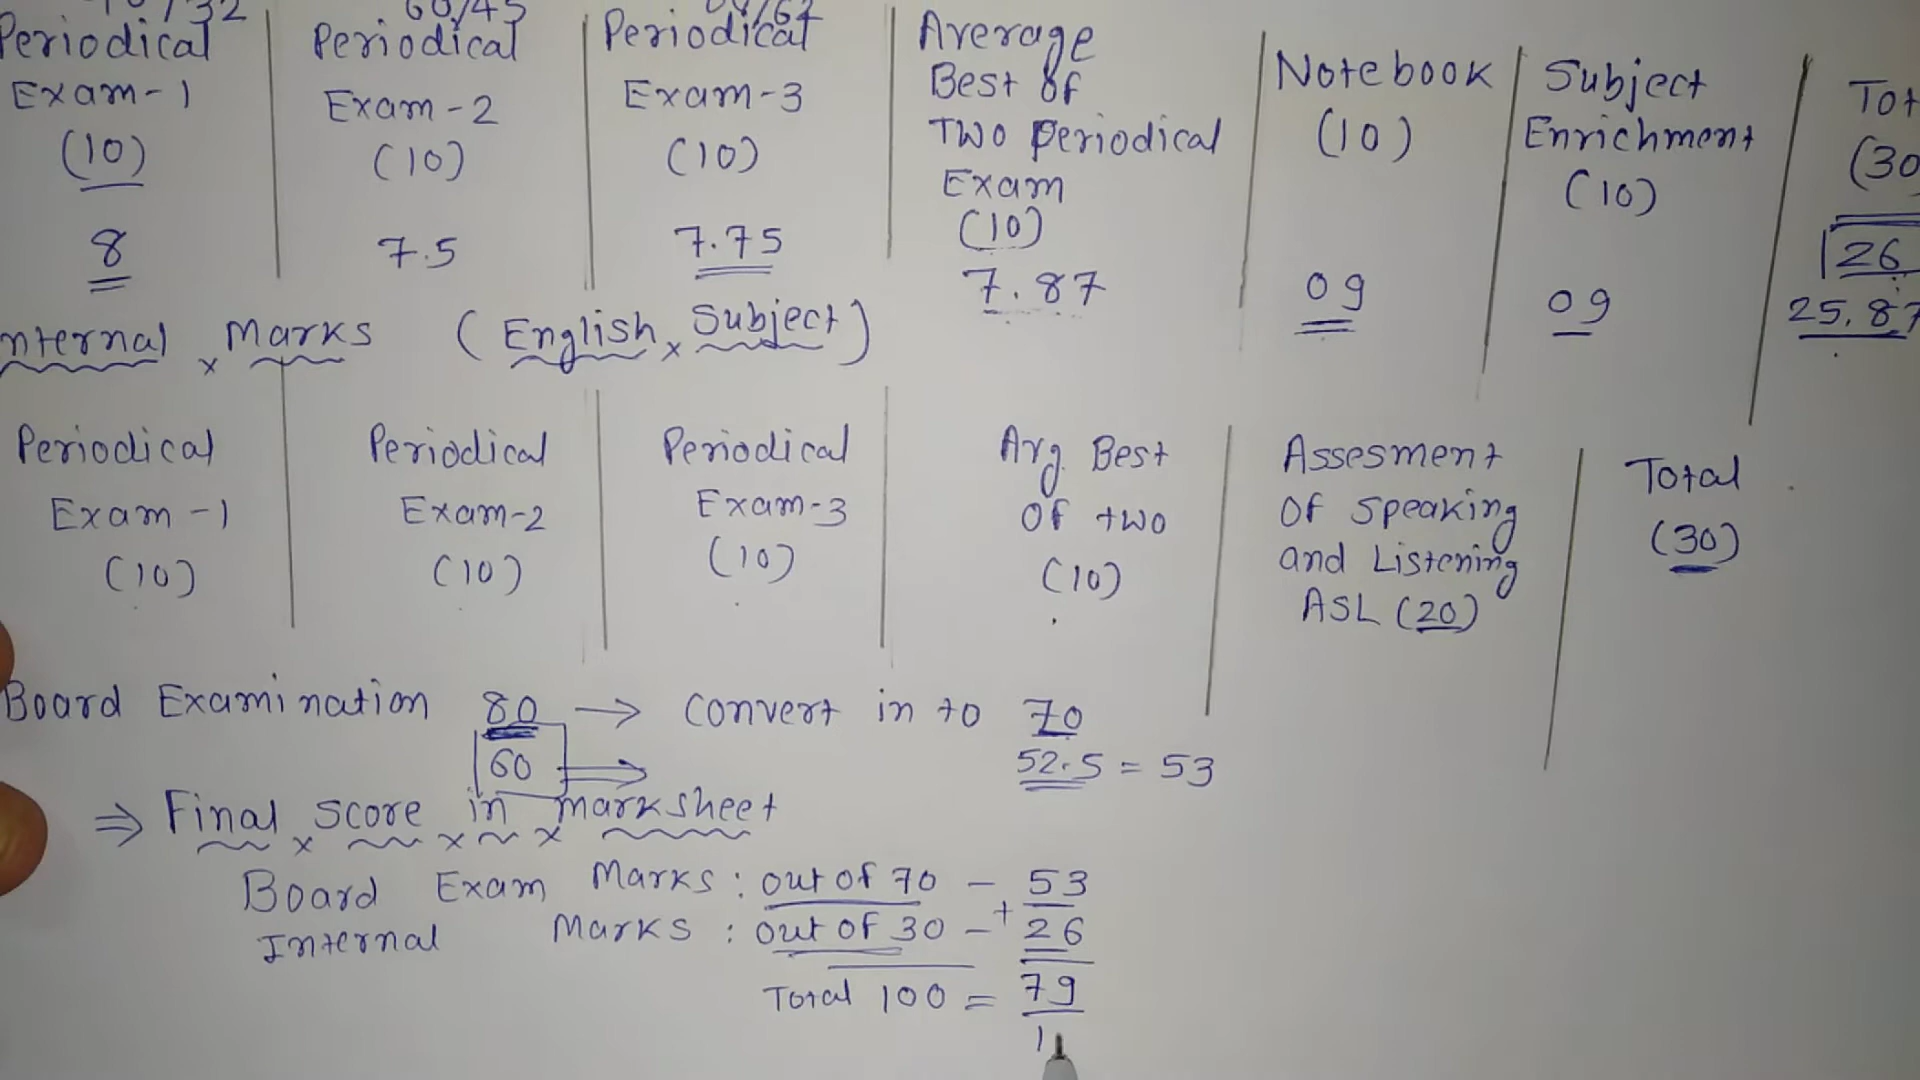 Periodical Exam-1 (10) 8
60/45 Periodical Exam-2 (10) 7.5
Periodical Exam-3 (10) 7.75
Average Best of Two Periodical Exam (10) 7.87
Notebook (10) 09
Subject Enrichment (10) 09
Tot (30 26 25.87
nternal Marks (English Subject)
Periodical Exam-1 (10)
Periodical Exam-2 (10)
Periodical Exam-3 (10)
Avg. Best of two (10)
Assesment of speaking and Listening ASL (20)
Total (30)
Board Examination 80 → convert in to 70
60 ⇒ 52.5 = 53
⇒ Final score in marksheet
Board Exam Marks : out of 70 - 53
Internal Marks : out of 30 - + 26
Total 100 = 79
1